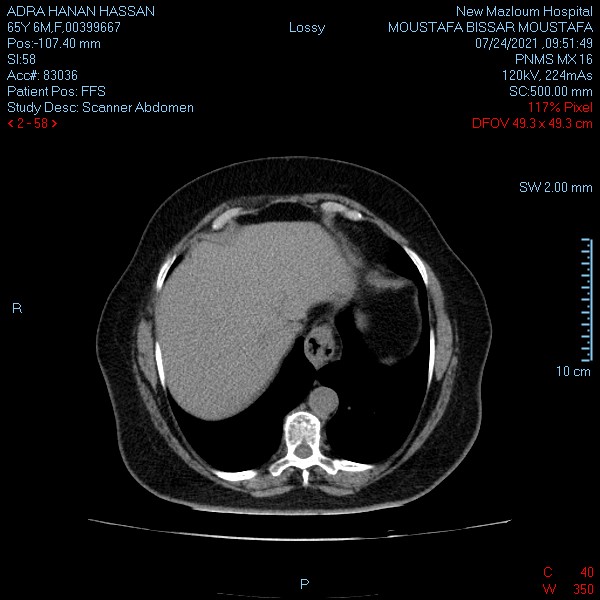 ADRA HANAN HASSAN
65Y 6M,F,00399667
Pos:-107.40 mm
SI:58
Acc#: 83036
Patient Pos: FFS
Study Desc: Scanner Abdomen
< 2 - 58 >
Lossy
New Mazloum Hospital
MOUSTAFA BISSAR MOUSTAFA
07/24/2021 ,09:51:49
PNMS MX 16
120kV, 224mAs
SC:500.00 mm
117% Pixel
DFOV 49.3 x 49.3 cm
SW 2.00 mm
R
10 cm
P
C 40
W 350